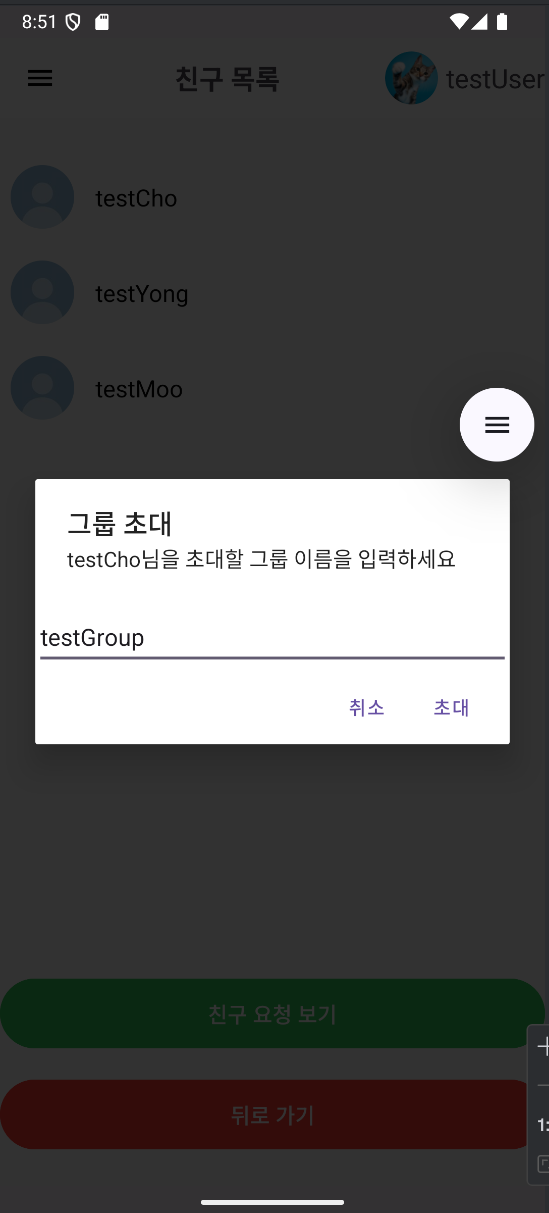 8:51
친구 목록
testUser
testCho
testYong
testMoo
그룹 초대
testCho님을 초대할 그룹 이름을 입력하세요
testGroup
취소 초대
친구 요청 보기
1:
뒤로 가기